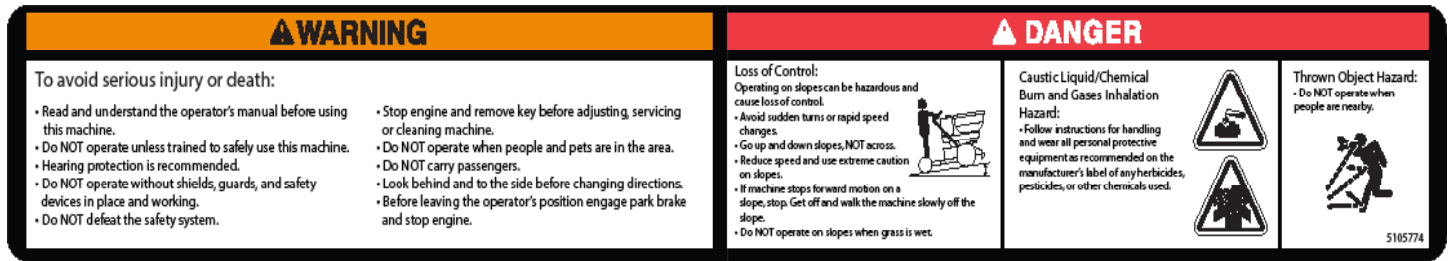 WARNING
To avoid serious injury or death:
• Read and understand the operator's manual before using
this machine.
• Do NOT operate unless trained to safely use this machine.
• Hearing protection is recommended.
• Do NOT operate without shields, guards, and safety
devices in place and working.
• Do NOT defeat the safety system.
• Stop engine and remove key before adjusting, servicing
or cleaning machine.
• Do NOT operate when people and pets are in the area.
• Do NOT carry passengers.
• Look behind and to the side before changing directions.
• Before leaving the operator's position engage park brake
and stop engine.
DANGER
Loss of Control:
Operating on slopes can be hazardous and
cause loss of control.
• Avoid sudden turns or rapid speed
changes.
• Go up and down slopes, NOT across.
• Reduce speed and use extreme caution
on slopes.
• If machine stops forward motion on a
slope, stop. Get off and walk the machine slowly off the
slope.
• Do NOT operate on slopes when grass is wet.
Caustic Liquid/Chemical
Burn and Gases Inhalation
Hazard:
• Follow instructions for handling
and wear all personal protective
equipment as recommended on the
manufacturer's label of any herbicides,
pesticides, or other chemicals used.
Thrown Object Hazard:
• Do NOT operate when
people are nearby.
5105774